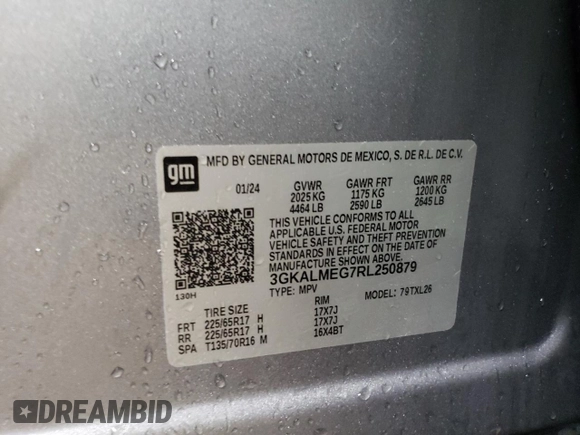 gm
MFD BY GENERAL MOTORS DE MEXICO, S. DE R.L. DE C.V.
01/24 GVWR GAWR FRT GAWR RR
2025 KG 1175 KG 1200 KG
4464 LB 2590 LB 2645 LB
THIS VEHICLE CONFORMS TO ALL
APPLICABLE U.S. FEDERAL MOTOR
VEHICLE SAFETY AND THEFT PREVENTION
STANDARDS IN EFFECT ON THE DATE OF
MANUFACTURE SHOWN ABOVE.
3GKALMEG7RL250879
130H
TYPE: MPV MODEL: 79TXL26
TIRE SIZE RIM
FRT 225/65R17 H 17X7J
RR 225/65R17 H 17X7J
SPA T135/70R16 M 16X4BT
DREAMBID